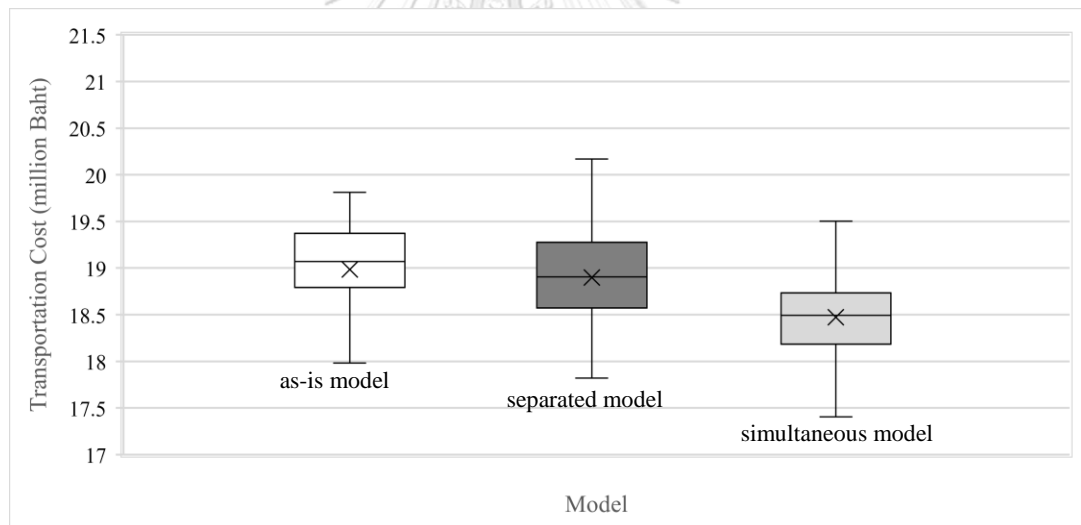 Transportation Cost (million Baht)
21.5
21
20.5
20
19.5
19
18.5
18
17.5
17
as-is model
separated model
simultaneous model
Model